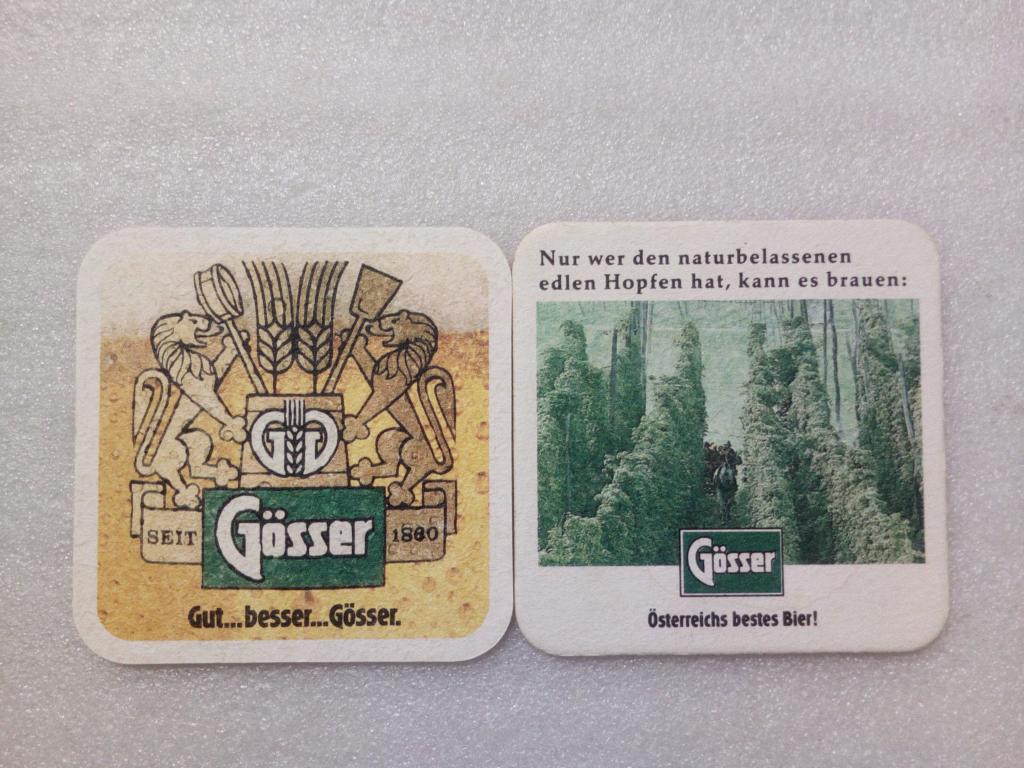 GG
SEIT Gösser 1860
Gut...besser...Gösser.
Nur wer den naturbelassenen
edlen Hopfen hat, kann es brauen:
Gösser
Österreichs bestes Bier!